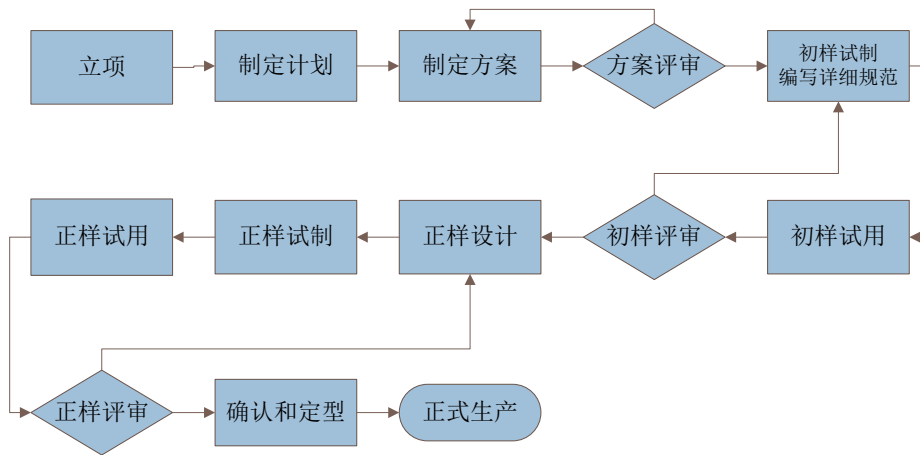 立项
制定计划
制定方案
方案评审
初样试制
编写详细规范
正样试用
正样试制
正样设计
初样评审
初样试用
正样评审
确认和定型
正式生产